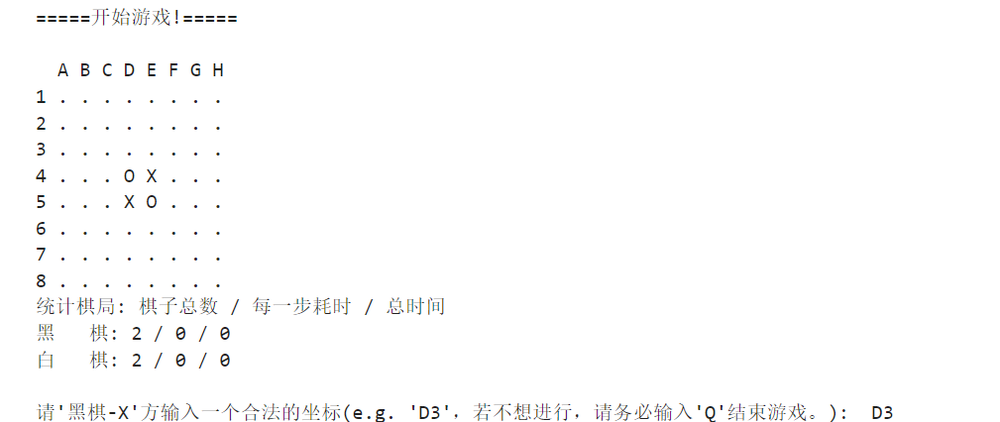 =====开始游戏!=====
A B C D E F G H
1 . . . . . . . .
2 . . . . . . . .
3 . . . . . . . .
4 . . . O X . . .
5 . . . X O . . .
6 . . . . . . . .
7 . . . . . . . .
8 . . . . . . . .
统计棋局: 棋子总数 / 每一步耗时 / 总时间
黑   棋: 2 / 0 / 0
白   棋: 2 / 0 / 0
请'黑棋-X'方输入一个合法的坐标(e.g. 'D3'，若不想进行，请务必输入'Q'结束游戏。):  D3